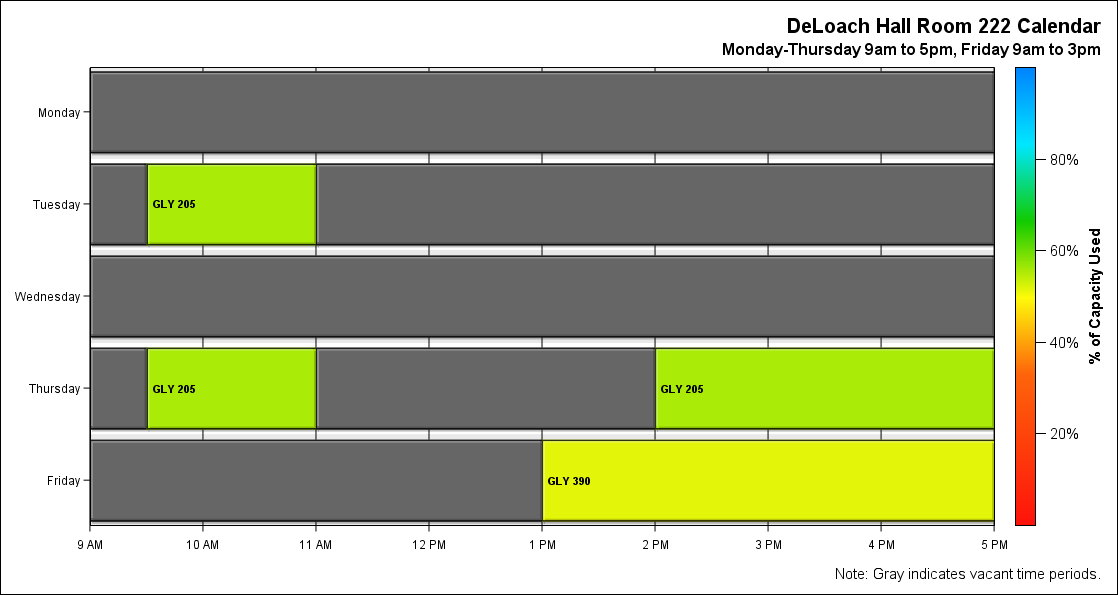 DeLoach Hall Room 222 Calendar
Monday-Thursday 9am to 5pm, Friday 9am to 3pm
Monday
Tuesday
GLY 205
Wednesday
Thursday
GLY 205
GLY 205
Friday
GLY 390
9 AM
10 AM
11 AM
12 PM
1 PM
2 PM
3 PM
4 PM
5 PM
80%
60%
40%
20%
% of Capacity Used
Note: Gray indicates vacant time periods.